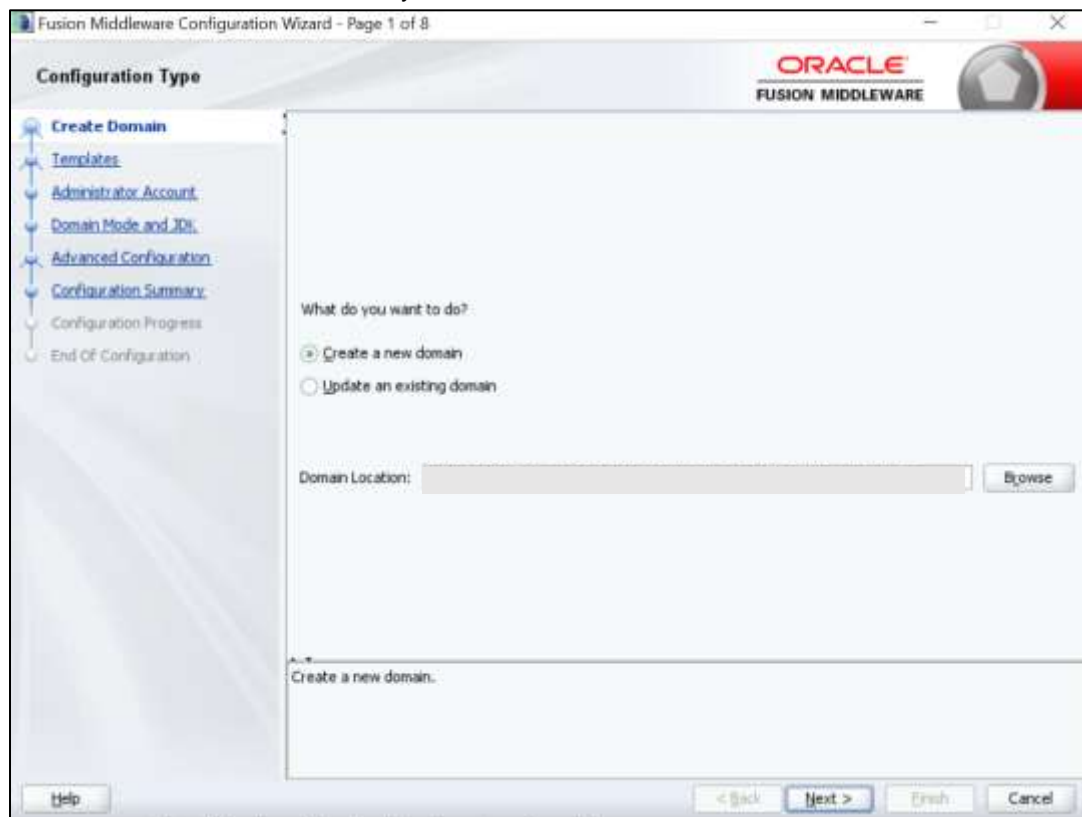 Fusion Middleware Configuration Wizard - Page 1 of 8
Configuration Type
ORACLE
FUSION MIDDLEWARE
Create Domain
Templates
Administrator Account
Domain Mode and JDK
Advanced Configuration
Configuration Summary
Configuration Progress
End Of Configuration
What do you want to do?
Create a new domain
Update an existing domain
Domain Location:
Browse
Create a new domain.
Help
< Back
Next >
Finish
Cancel